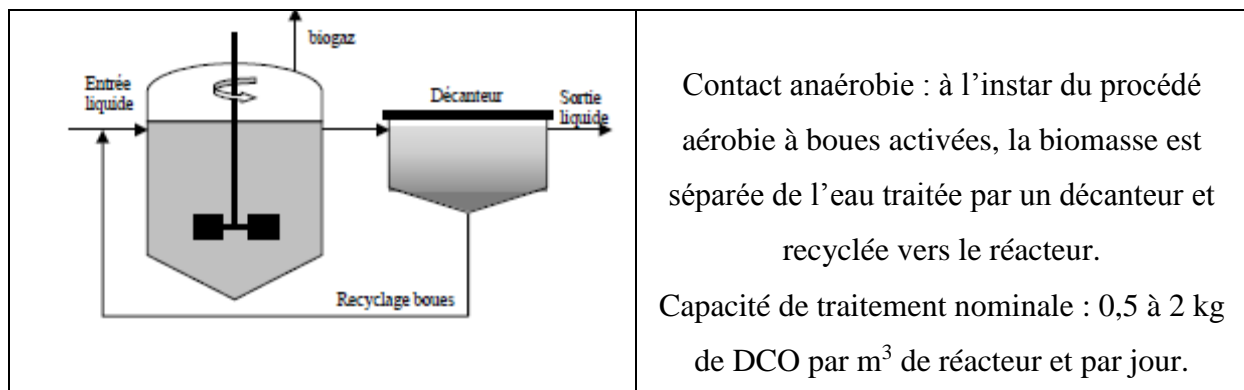 biogaz
Entrée
liquide
Décanteur
Sortie
liquide
Recyclage boues
Contact anaérobie : à l’instar du procédé
aérobie à boues activées, la biomasse est
séparée de l’eau traitée par un décanteur et
recyclée vers le réacteur.
Capacité de traitement nominale : 0,5 à 2 kg
de DCO par m³ de réacteur et par jour.